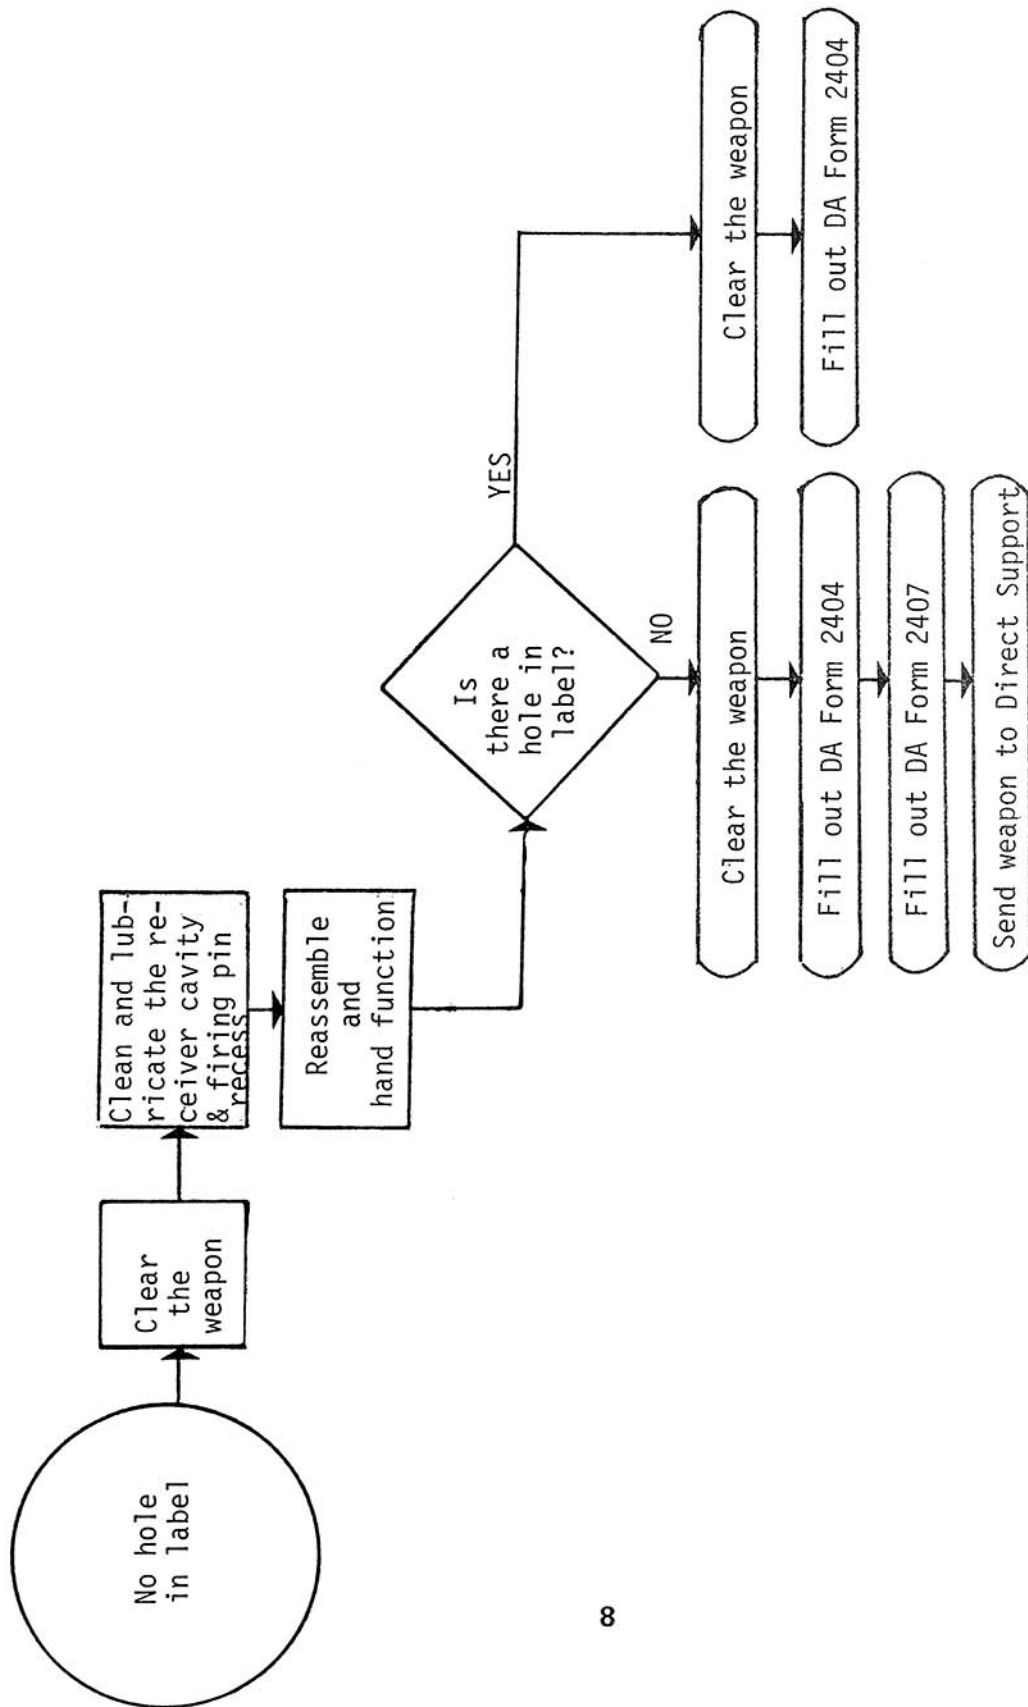 No hole
in label
Clear
the
weapon
Clean and lub-
ricate the re-
ceiver cavity
& firing pin
recess
Reassemble
and
hand function
Is
there a
hole in
label?
YES
NO
Clear the weapon
Fill out DA Form 2404
Clear the weapon
Fill out DA Form 2404
Fill out DA Form 2407
Send weapon to Direct Support
8